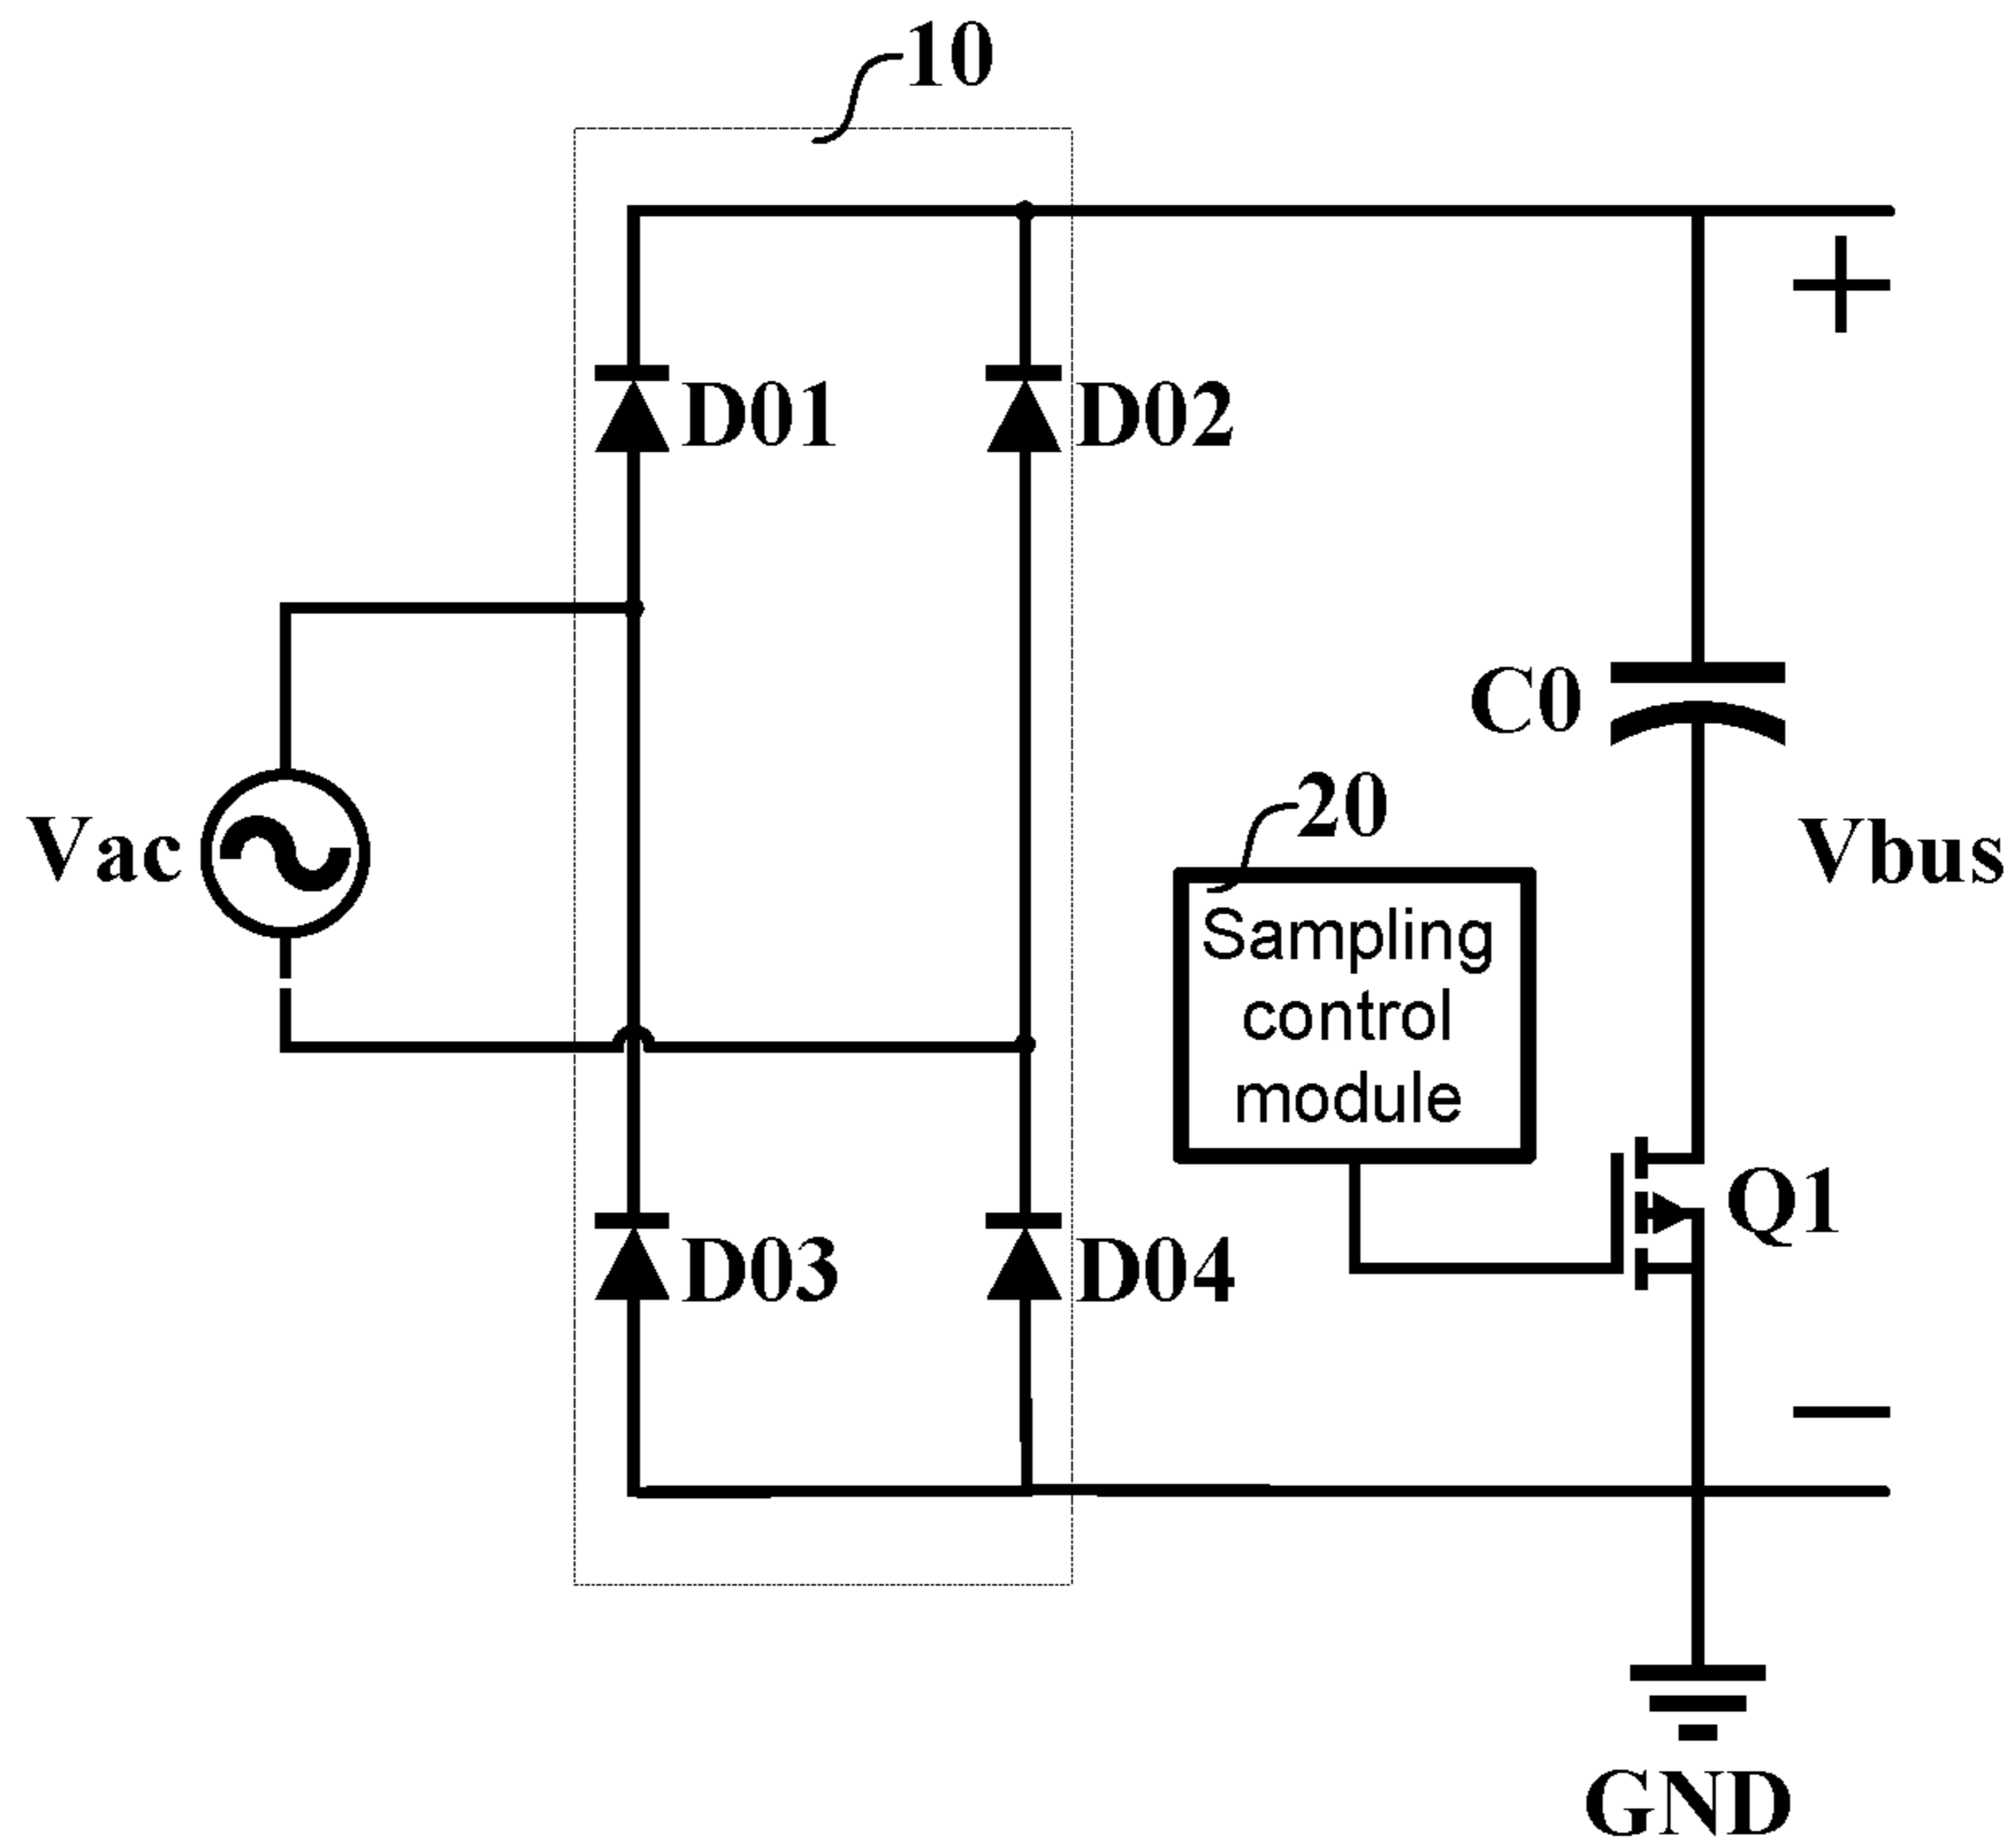 10
D01
D02
C0
20
Vac
Vbus
Sampling
control
module
Q1
D03
D04
GND